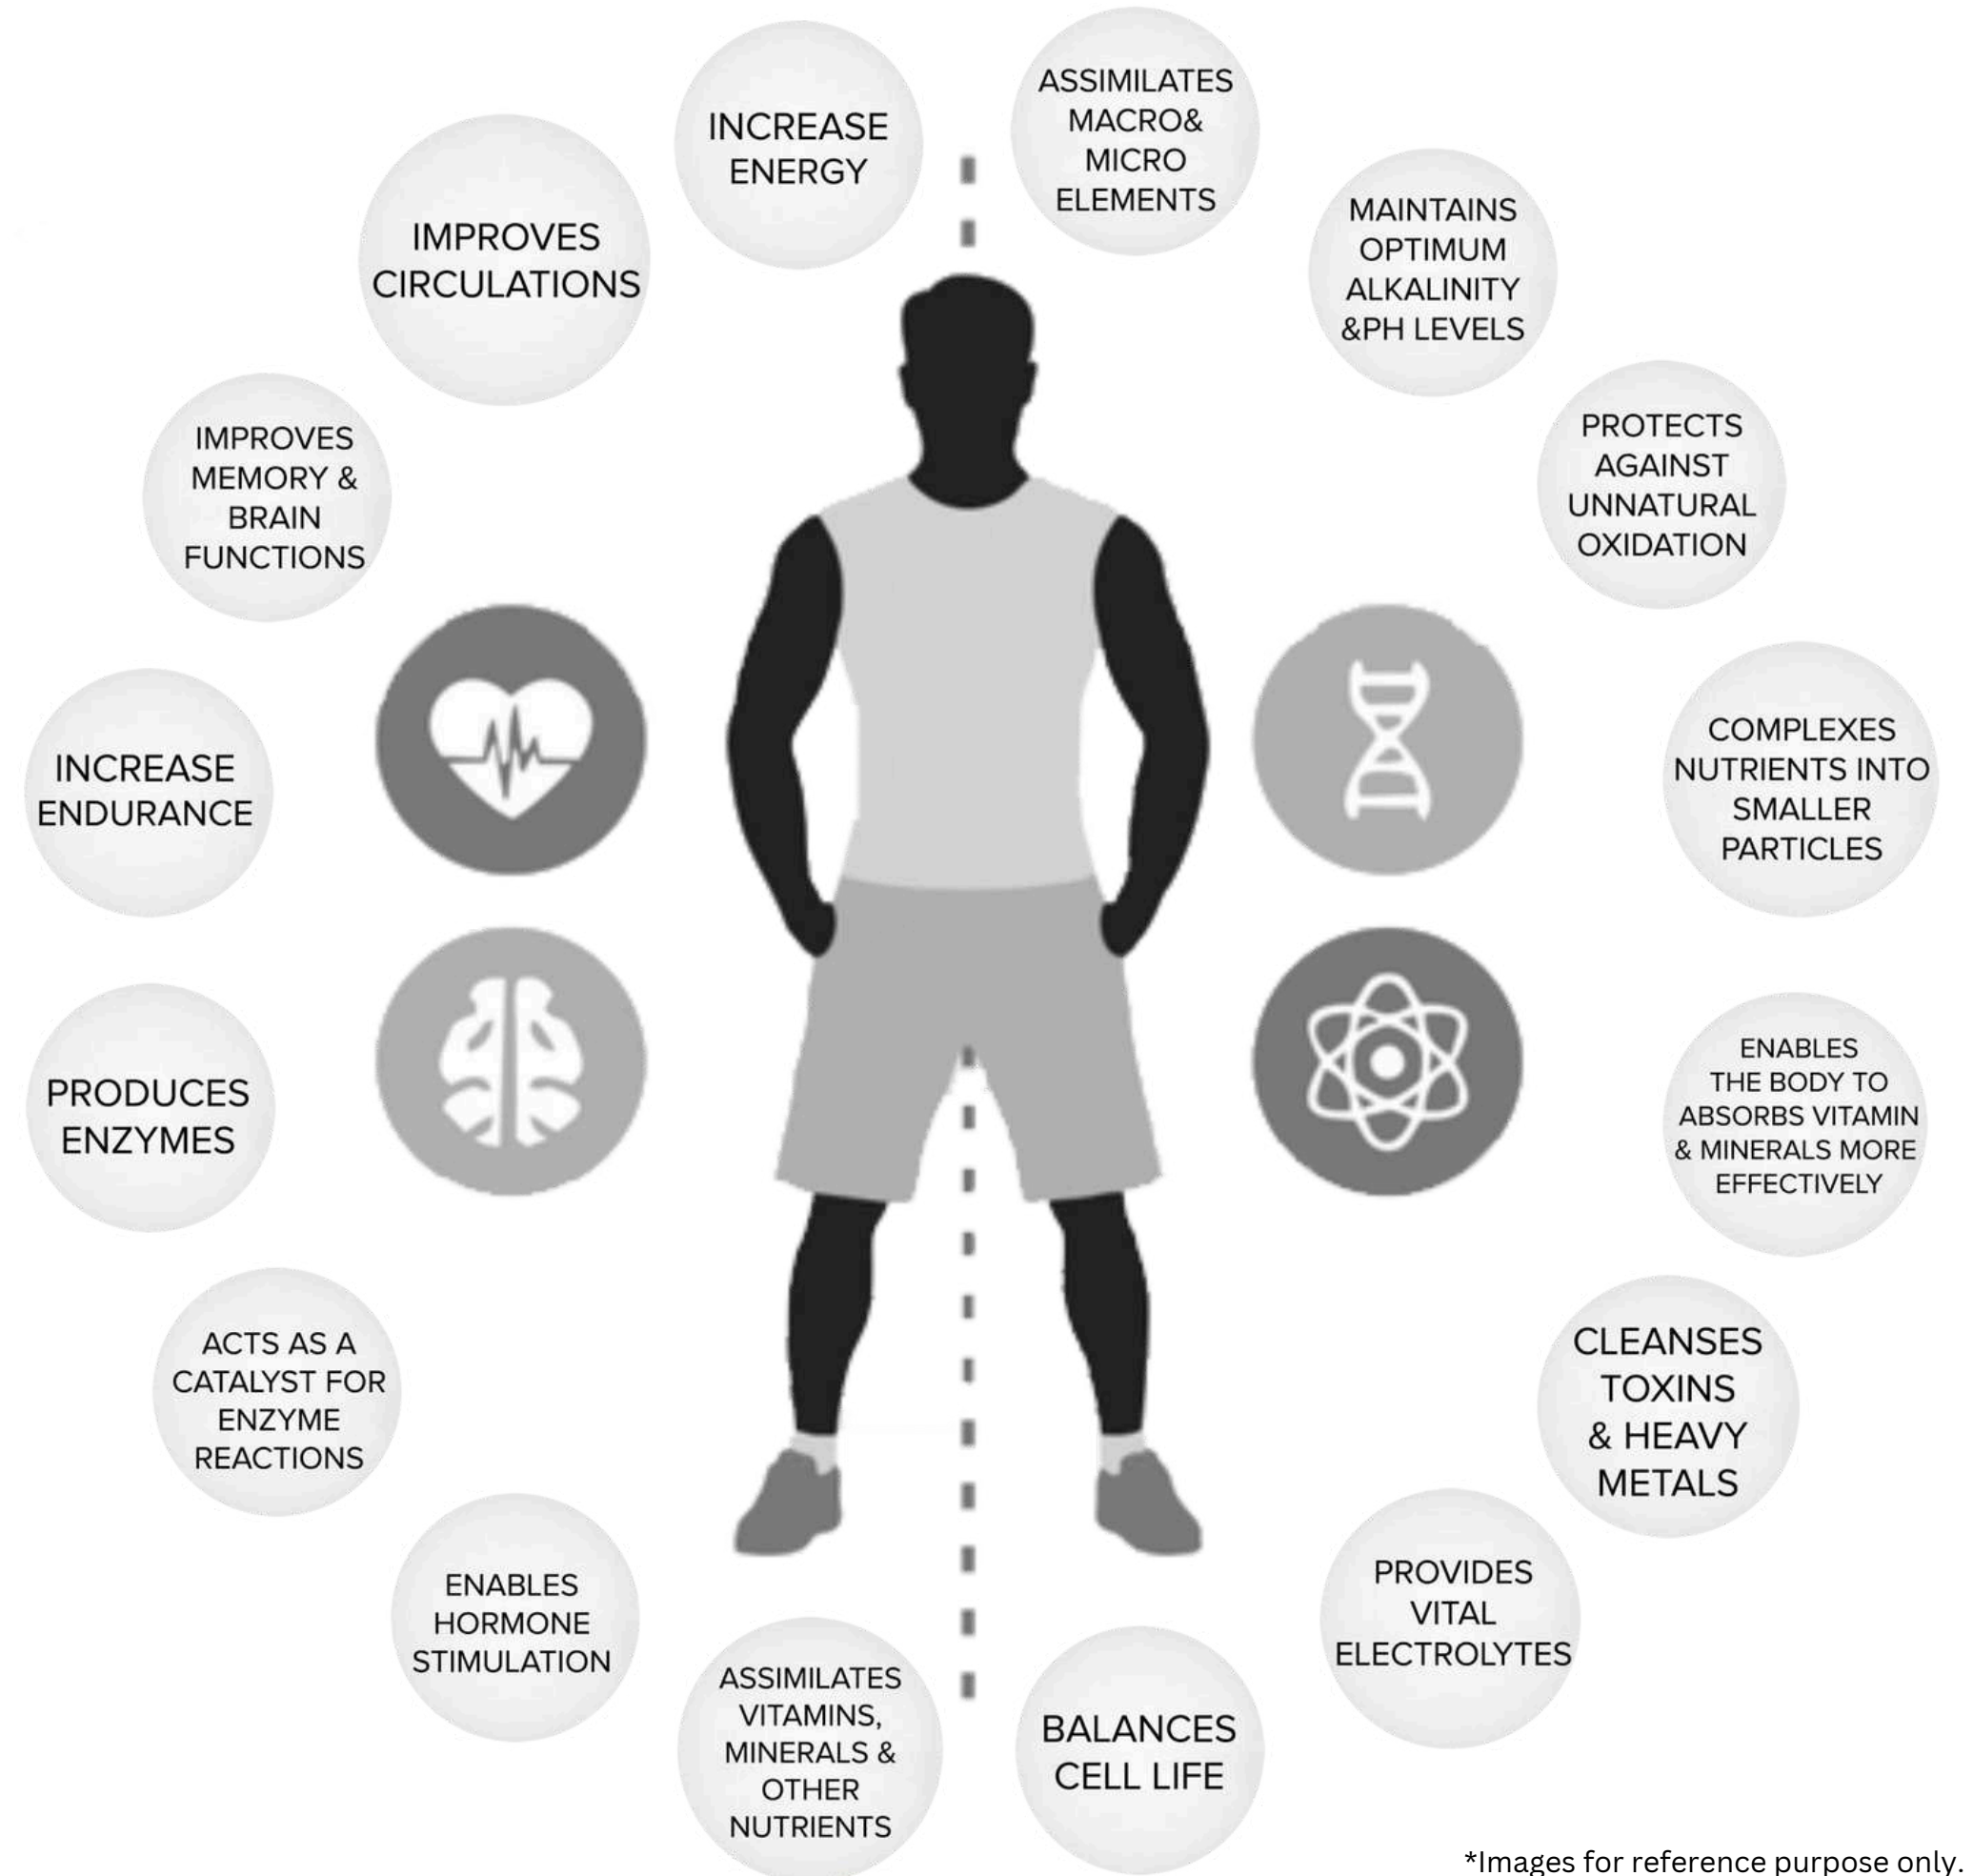 INCREASE
ENERGY
ASSIMILATES
MACRO&
MICRO
ELEMENTS
IMPROVES
CIRCULATIONS
MAINTAINS
OPTIMUM
ALKALINITY
&PH LEVELS
IMPROVES
MEMORY &
BRAIN
FUNCTIONS
PROTECTS
AGAINST
UNNATURAL
OXIDATION
INCREASE
ENDURANCE
COMPLEXES
NUTRIENTS INTO
SMALLER
PARTICLES
PRODUCES
ENZYMES
ENABLES
THE BODY TO
ABSORBS VITAMIN
& MINERALS MORE
EFFECTIVELY
ACTS AS A
CATALYST FOR
ENZYME
REACTIONS
CLEANSES
TOXINS
& HEAVY
METALS
ENABLES
HORMONE
STIMULATION
PROVIDES
VITAL
ELECTROLYTES
ASSIMILATES
VITAMINS,
MINERALS &
OTHER
NUTRIENTS
BALANCES
CELL LIFE
*Images for reference purpose only.